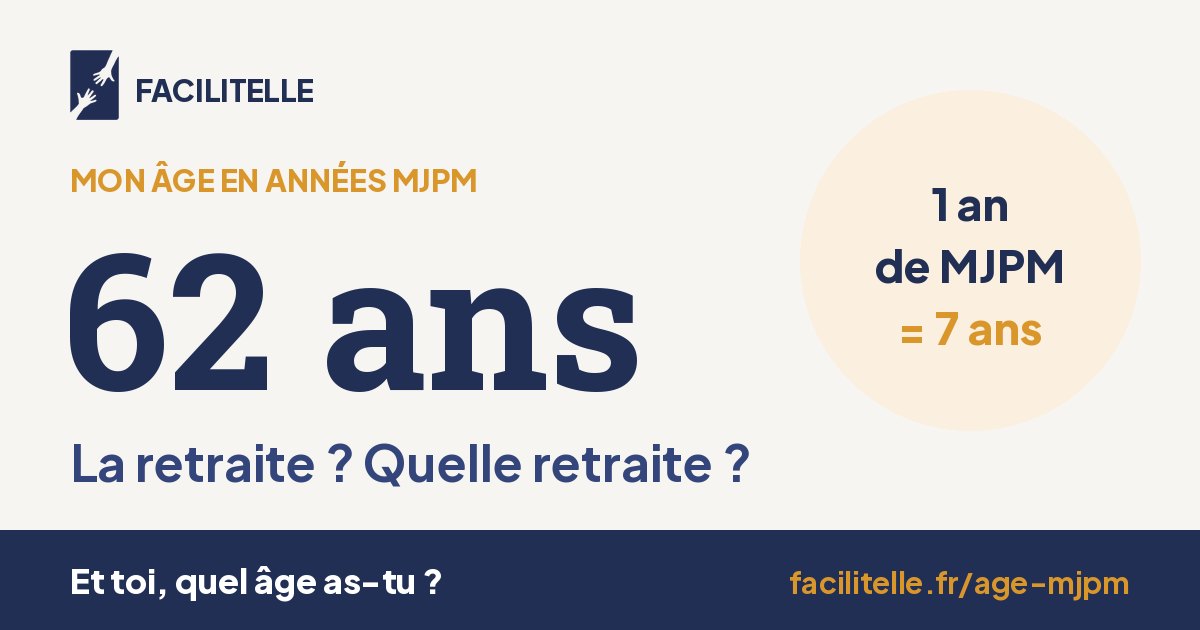 FACILITELLE
MON ÂGE EN ANNÉES MJPM
62 ans
La retraite ? Quelle retraite ?
1 an
de MJPM
= 7 ans
Et toi, quel âge as-tu ?
facilitelle.fr/age-mjpm